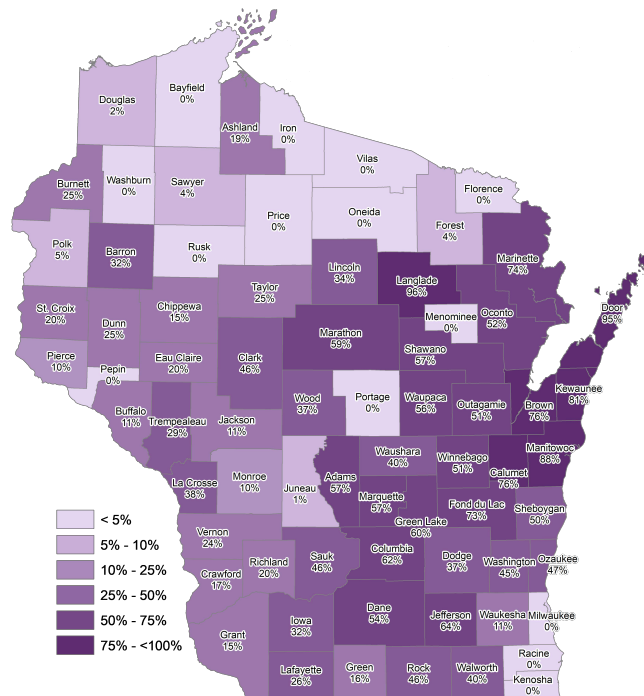 Bayfield
0%
Douglas
2%
Ashland
19%
Iron
0%
Vilas
0%
Washburn
0%
Sawyer
4%
Burnett
25%
Florence
0%
Price
0%
Oneida
0%
Forest
4%
Polk
5%
Barron
32%
Rusk
0%
Marinette
74%
Lincoln
34%
Langlade
96%
Taylor
25%
St. Croix
20%
Chippewa
15%
Dunn
25%
Menominee
0%
Oconto
52%
Door
95%
Marathon
59%
Shawano
57%
Pierce
10%
Pepin
0%
Eau Claire
20%
Clark
46%
Wood
37%
Portage
0%
Waupaca
56%
Outagamie
51%
Brown
76%
Kewaunee
81%
Buffalo
11%
Trempealeau
29%
Jackson
11%
Waushara
40%
Winnebago
51%
Calumet
76%
Manitowoc
88%
La Crosse
38%
Monroe
10%
Juneau
1%
Adams
57%
Marquette
57%
Green Lake
60%
Fond du Lac
73%
Sheboygan
50%
Vernon
24%
Crawford
17%
Richland
20%
Sauk
46%
Columbia
62%
Dodge
37%
Washington
45%
Ozaukee
47%
Grant
15%
Iowa
32%
Dane
54%
Jefferson
64%
Waukesha
11%
Milwaukee
0%
Lafayette
26%
Green
16%
Rock
46%
Walworth
40%
Racine
0%
Kenosha
0%
< 5%
5% - 10%
10% - 25%
25% - 50%
50% - 75%
75% - <100%